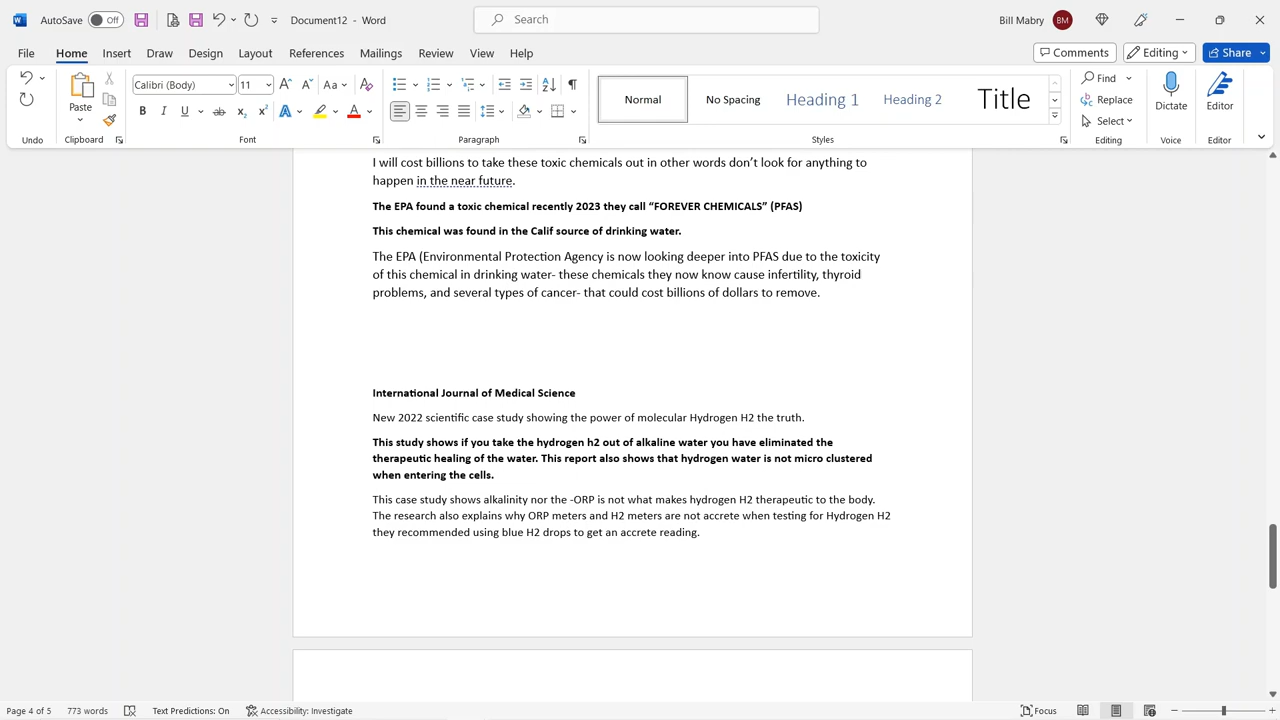 AutoSave Off Document12 - Word Search Bill Mabry BM
File Home Insert Draw Design Layout References Mailings Review View Help Comments Editing Share
Calibri (Body) 11 Aa Find
Paste Normal No Spacing Heading 1 Heading 2 Title Replace Dictate Editor
B I U ab x₂ x² A A Select
Undo Clipboard Font Paragraph Styles Editing Voice Editor
I will cost billions to take these toxic chemicals out in other words don’t look for anything to
happen in the near future.
The EPA found a toxic chemical recently 2023 they call “FOREVER CHEMICALS” (PFAS)
This chemical was found in the Calif source of drinking water.
The EPA (Environmental Protection Agency is now looking deeper into PFAS due to the toxicity
of this chemical in drinking water- these chemicals they now know cause infertility, thyroid
problems, and several types of cancer- that could cost billions of dollars to remove.
International Journal of Medical Science
New 2022 scientific case study showing the power of molecular Hydrogen H2 the truth.
This study shows if you take the hydrogen h2 out of alkaline water you have eliminated the
therapeutic healing of the water. This report also shows that hydrogen water is not micro clustered
when entering the cells.
This case study shows alkalinity nor the -ORP is not what makes hydrogen H2 therapeutic to the body.
The research also explains why ORP meters and H2 meters are not accrete when testing for Hydrogen H2
they recommended using blue H2 drops to get an accrete reading.
Page 4 of 5 773 words Text Predictions: On Accessibility: Investigate Focus